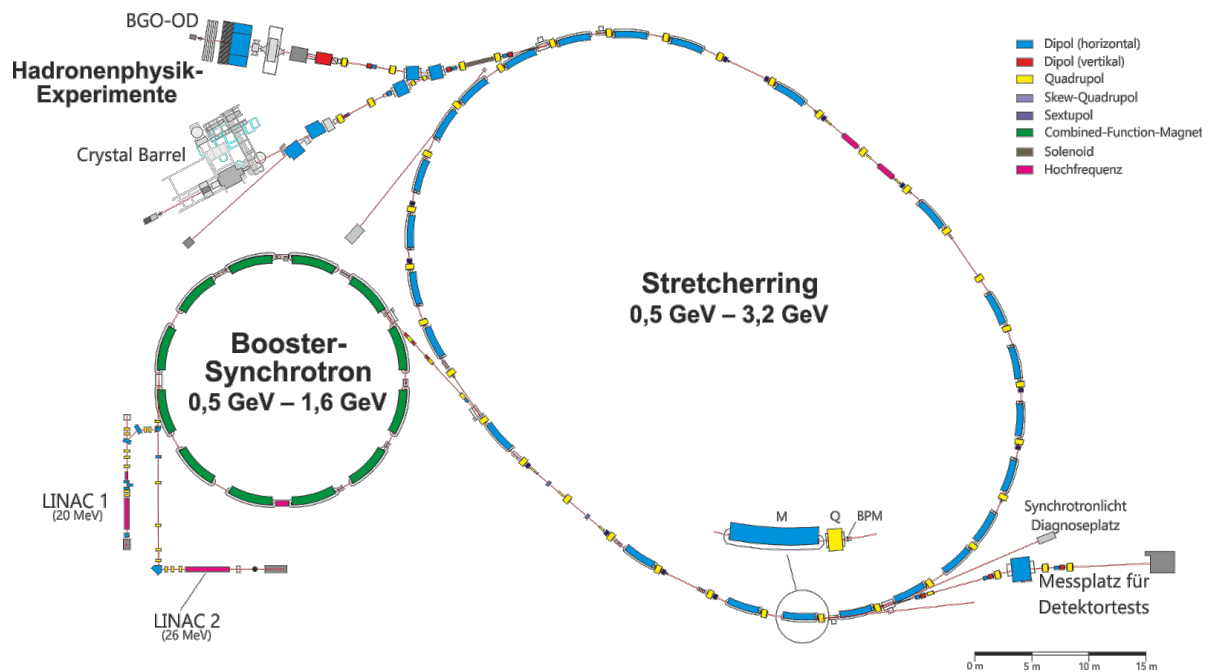 BGO-OD
Hadronenphysik-
Experimente
Crystal Barrel
Dipol (horizontal)
Dipol (vertikal)
Quadrupol
Skew-Quadrupol
Sextupol
Combined-Function-Magnet
Solenoid
Hochfrequenz
Stretcherring
0,5 GeV – 3,2 GeV
Booster-
Synchrotron
0,5 GeV – 1,6 GeV
LINAC 1
(20 MeV)
LINAC 2
(26 MeV)
M
Q
BPM
Synchrotronlicht
Diagnoseplatz
Messplatz für
Detektortests
0 m
5 m
10 m
15 m